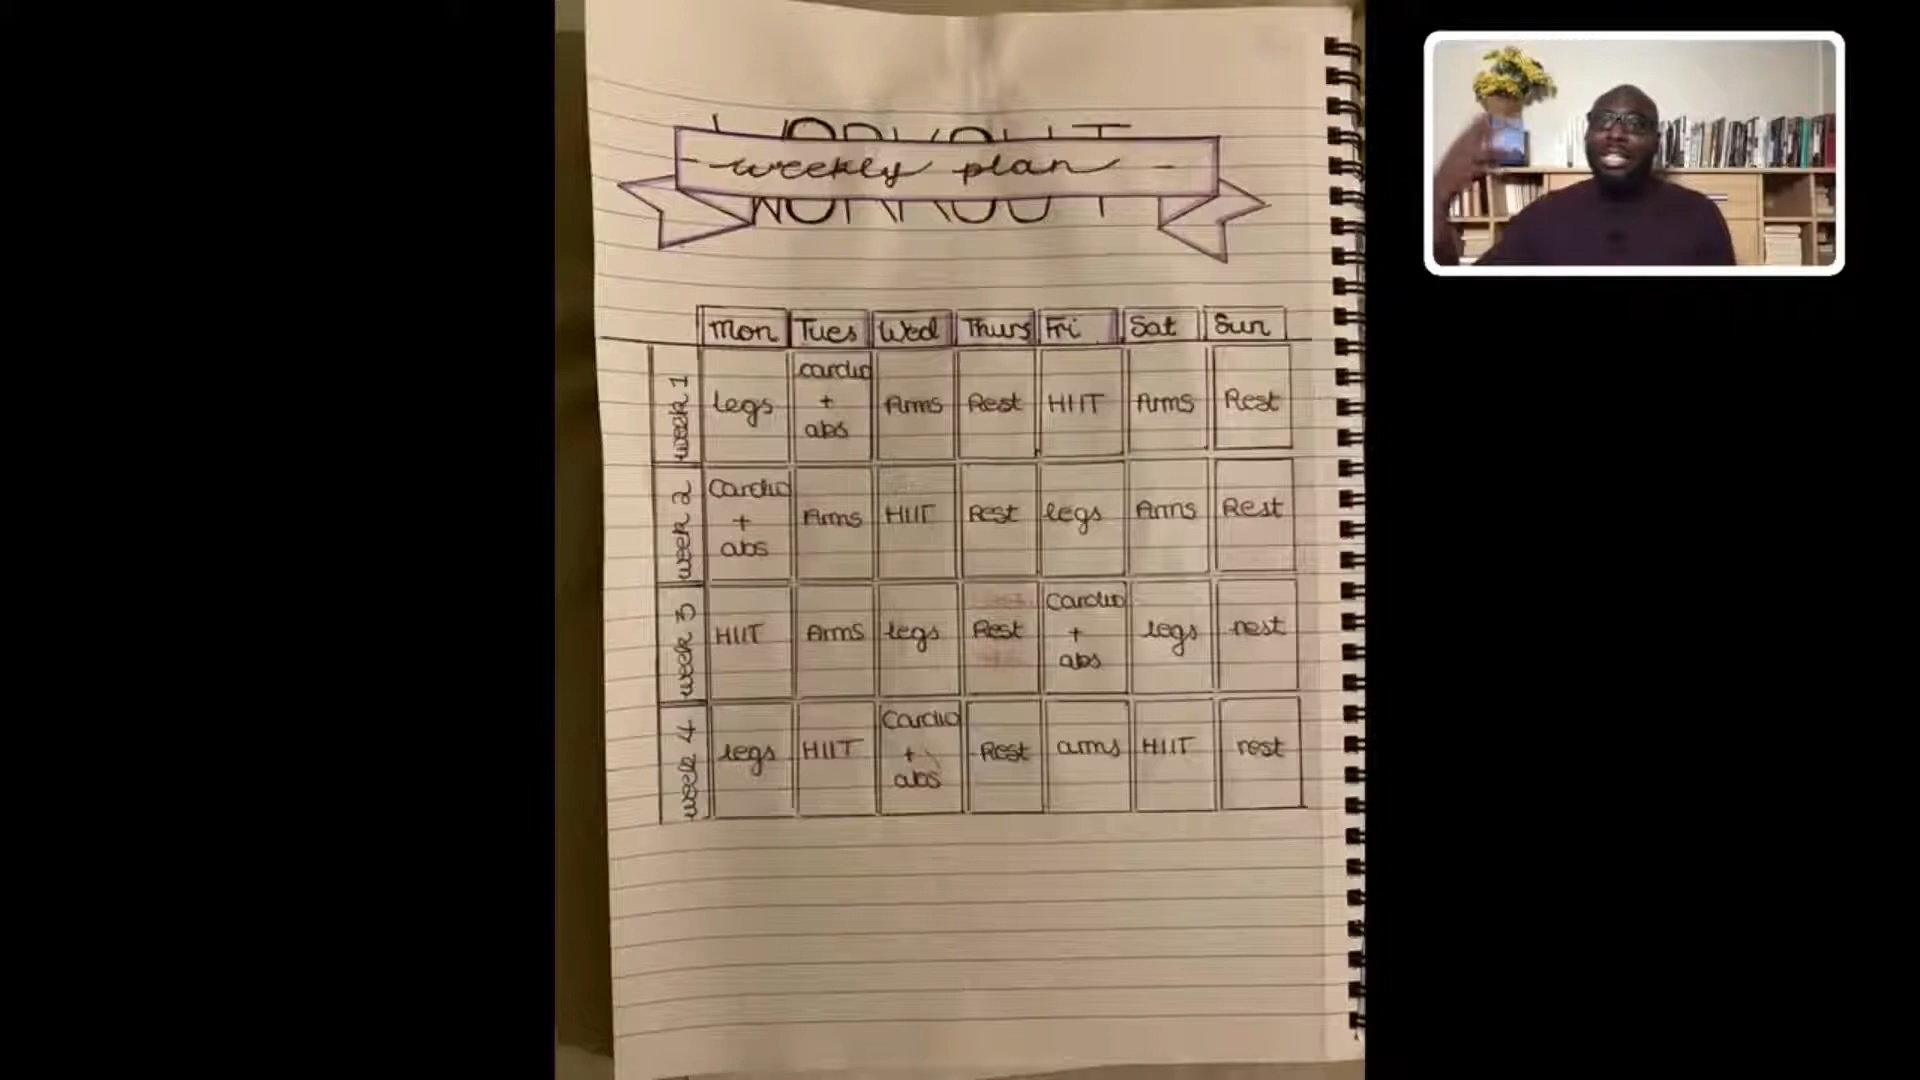 WORKOUT
weekly plan
WORKOUT
Mon Tues Wed Thurs Fri Sat Sun
week 1 legs cardio + abs Arms Rest HIIT Arms Rest
week 2 Cardio + abs Arms HIIT Rest legs Arms Rest
week 3 HIIT Arms legs Rest Cardio + abs legs rest
week 4 legs HIIT Cardio + abs Rest arms HIIT rest